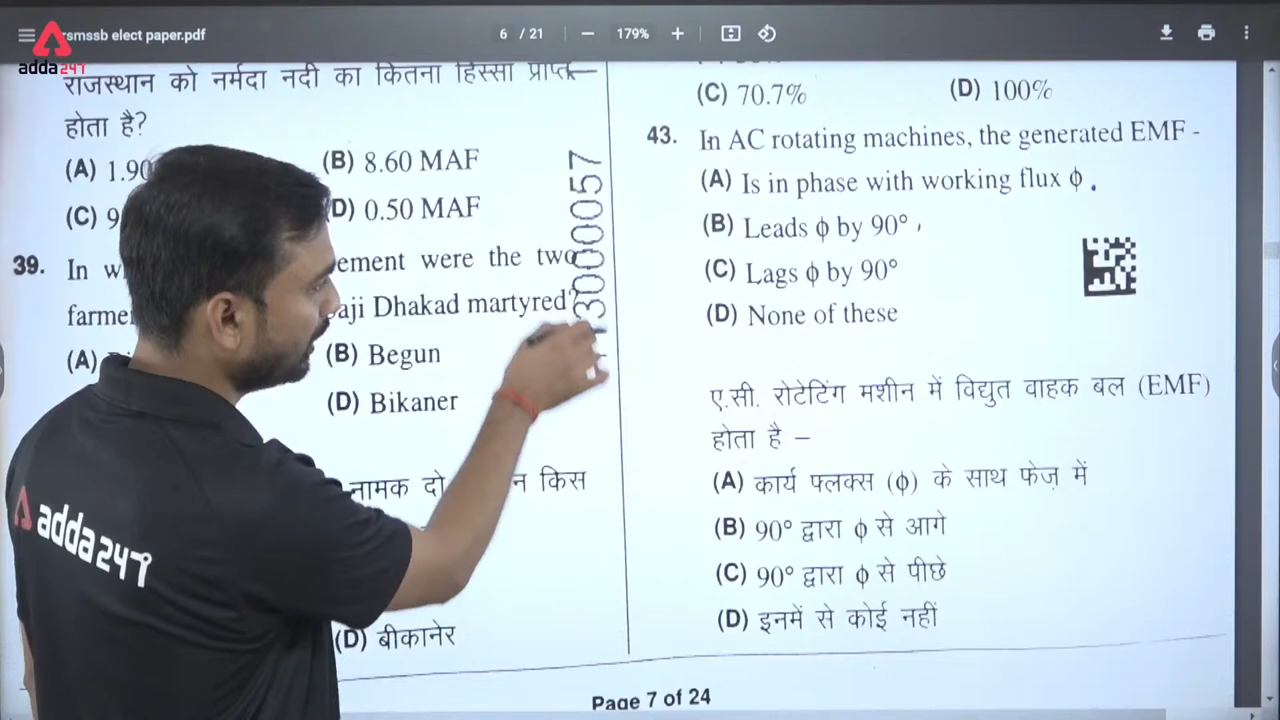 rsmssb elect paper.pdf
6 / 21
179%
adda247
राजस्थान को नर्मदा नदी का कितना हिस्सा प्राप्त
होता है?
(A) 1.90
(B) 8.60 MAF
(C) 9
(D) 0.50 MAF
39. In
ement were the two
farme
aji Dhakad martyred?
(A)
(B) Begun
(D) Bikaner
नामक दो
न किस
(D) बीकानेर
3000057
(C) 70.7%
(D) 100%
43. In AC rotating machines, the generated EMF -
(A) Is in phase with working flux ϕ .
(B) Leads ϕ by 90°
(C) Lags ϕ by 90°
(D) None of these
ए.सी. रोटेटिंग मशीन में विद्युत वाहक बल (EMF)
होता है –
(A) कार्य फ्लक्स (ϕ) के साथ फेज़ में
(B) 90° द्वारा ϕ से आगे
(C) 90° द्वारा ϕ से पीछे
(D) इनमें से कोई नहीं
Page 7 of 24
adda247